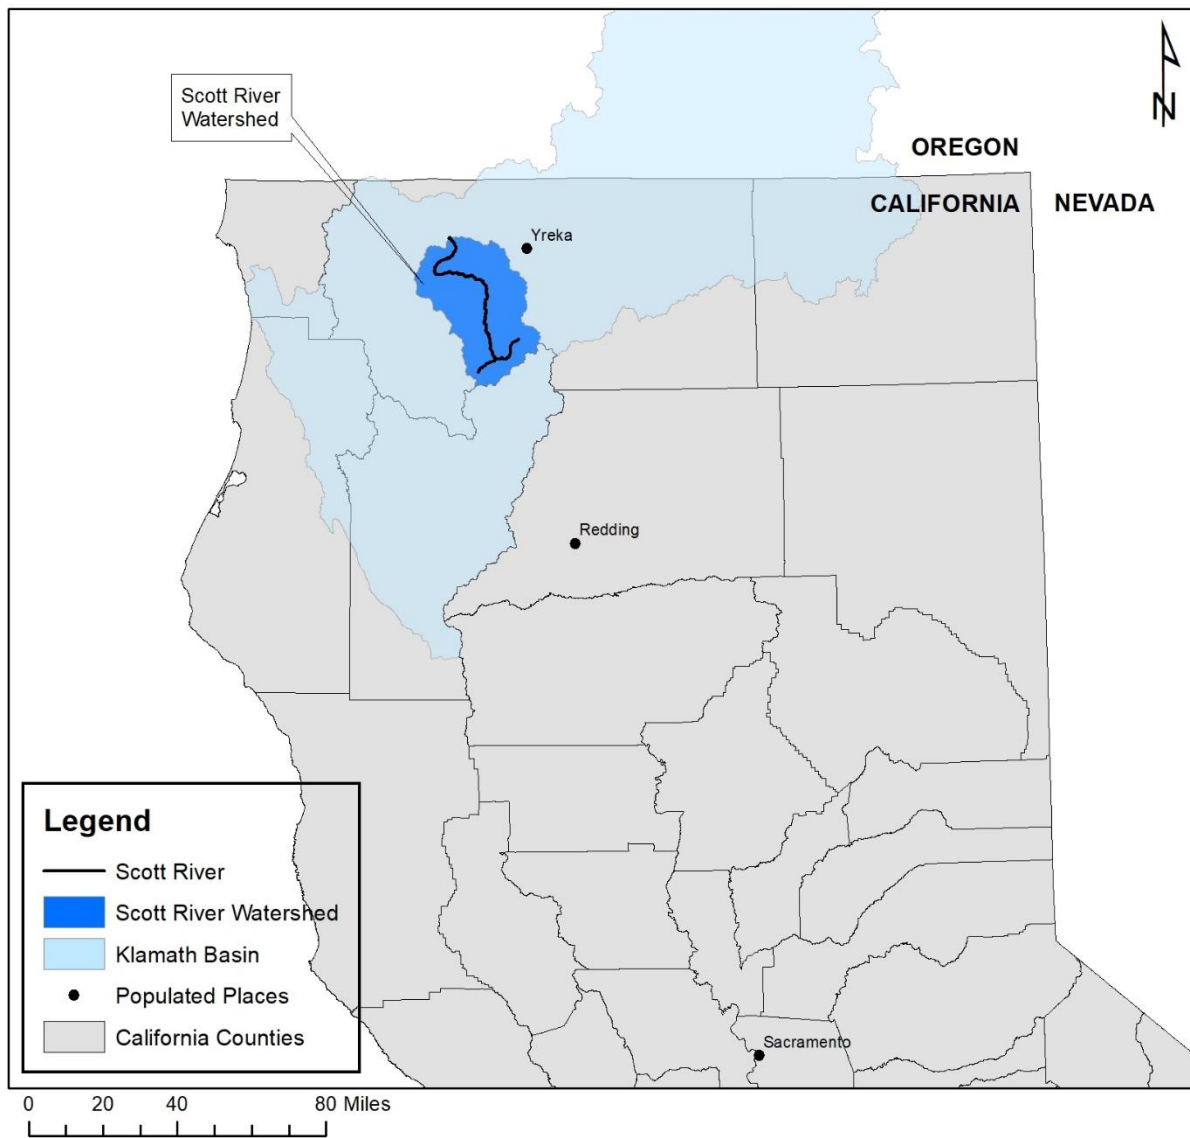 Scott River
Watershed
N
OREGON
CALIFORNIA
NEVADA
Yreka
Redding
Legend
Scott River
Scott River Watershed
Klamath Basin
Populated Places
California Counties
Sacramento
0 20 40 80 Miles